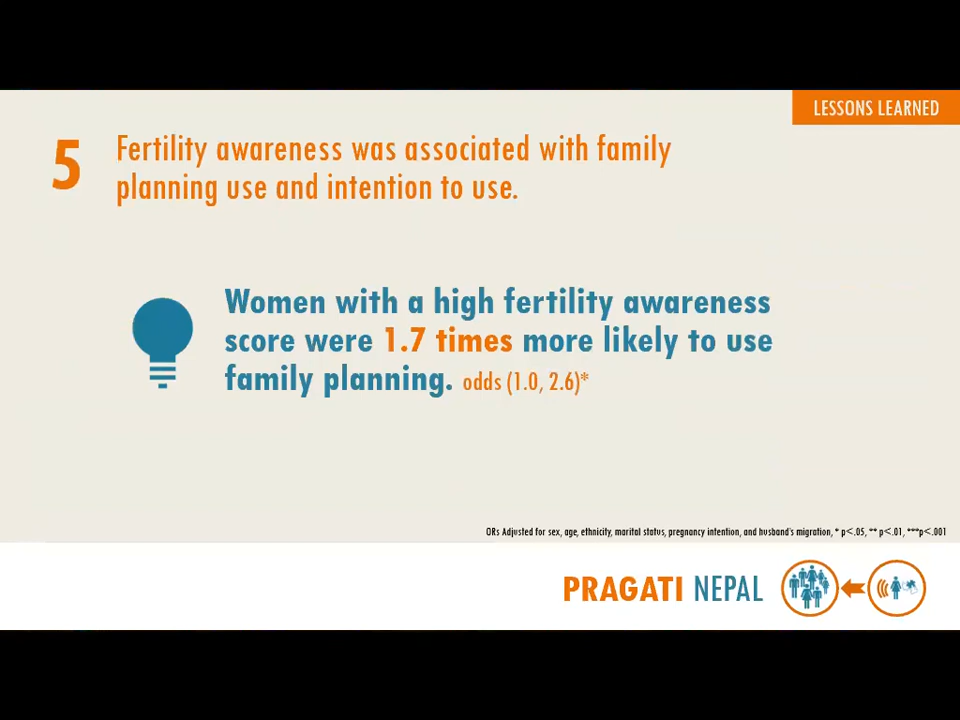 LESSONS LEARNED
5
Fertility awareness was associated with family
planning use and intention to use.
Women with a high fertility awareness
score were 1.7 times more likely to use
family planning. odds (1.0, 2.6)*
ORs Adjusted for sex, age, ethnicity, marital status, pregnancy intention, and husband's migration, * p<.05, ** p<.01, ***p<.001
PRAGATI NEPAL